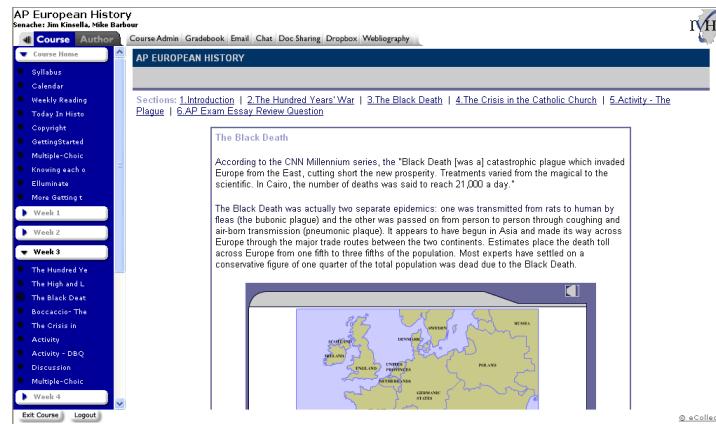 AP European History
Senache: Jim Kinsella, Mike Barbour
IVH
Course Author Course Admin Gradebook Email Chat Doc Sharing Dropbox Webliography
Course Home
AP EUROPEAN HISTORY
Syllabus
Calendar
Weekly Reading
Today In Histo
Copyright
GettingStarted
Multiple-Choic
Knowing each o
Elluminate
More Getting t
Week 1
Week 2
Week 3
The Hundred Ye
The High and L
The Black Deat
Boccaccio- The
The Crisis in
Activity
Activity - DBQ
Discussion
Multiple-Choic
Week 4
Exit Course Logout
Sections: 1.Introduction | 2.The Hundred Years' War | 3.The Black Death | 4.The Crisis in the Catholic Church | 5.Activity - The
Plague | 6.AP Exam Essay Review Question
The Black Death
According to the CNN Millennium series, the "Black Death [was a] catastrophic plague which invaded
Europe from the East, cutting short the new prosperity. Treatments varied from the magical to the
scientific. In Cairo, the number of deaths was said to reach 21,000 a day."
The Black Death was actually two separate epidemics: one was transmitted from rats to human by
fleas (the bubonic plague) and the other was passed on from person to person through coughing and
air-born transmission (pneumonic plague). It appears to have begun in Asia and made its way across
Europe through the major trade routes between the two continents. Estimates place the death toll
across Europe from one fifth to three fifths of the population. Most experts have settled on a
conservative figure of one quarter of the total population was dead due to the Black Death.
SWEDEN
RUSSIA
SCOTLAND
DENMARK
IRELAND
ENGLAND
UNITED
PROVINCES
POLAND
NETHERLANDS
GERMANIC
STATES
© eColleg